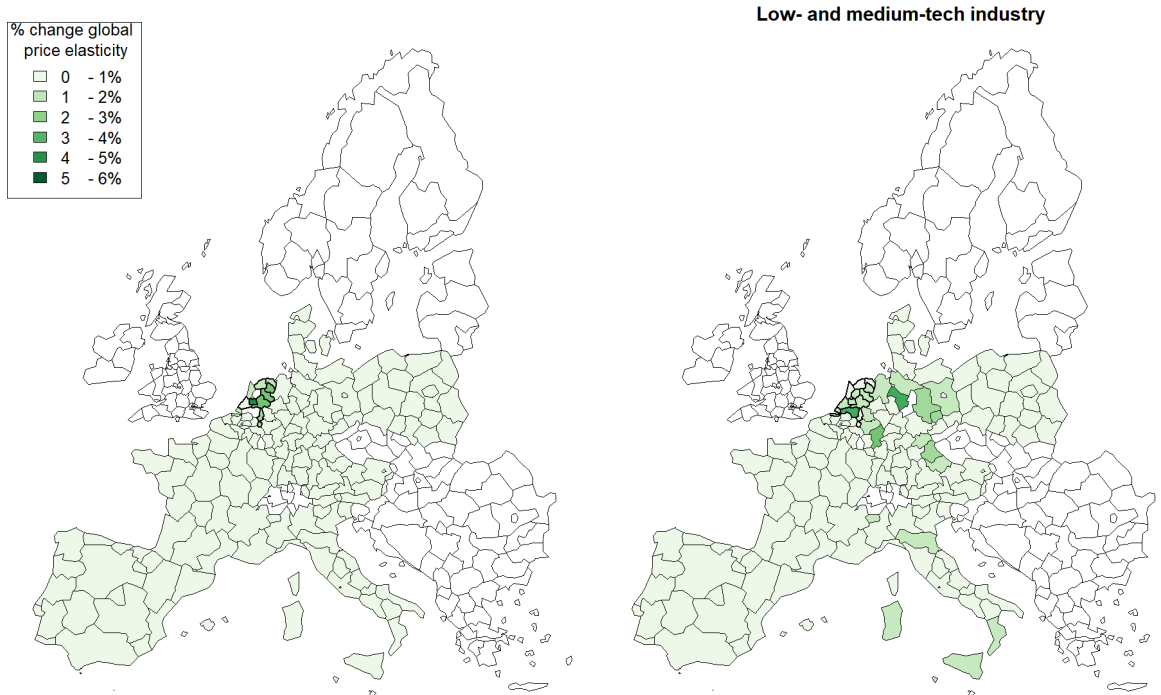 Low- and medium-tech industry
% change global
price elasticity
0 - 1%
1 - 2%
2 - 3%
3 - 4%
4 - 5%
5 - 6%